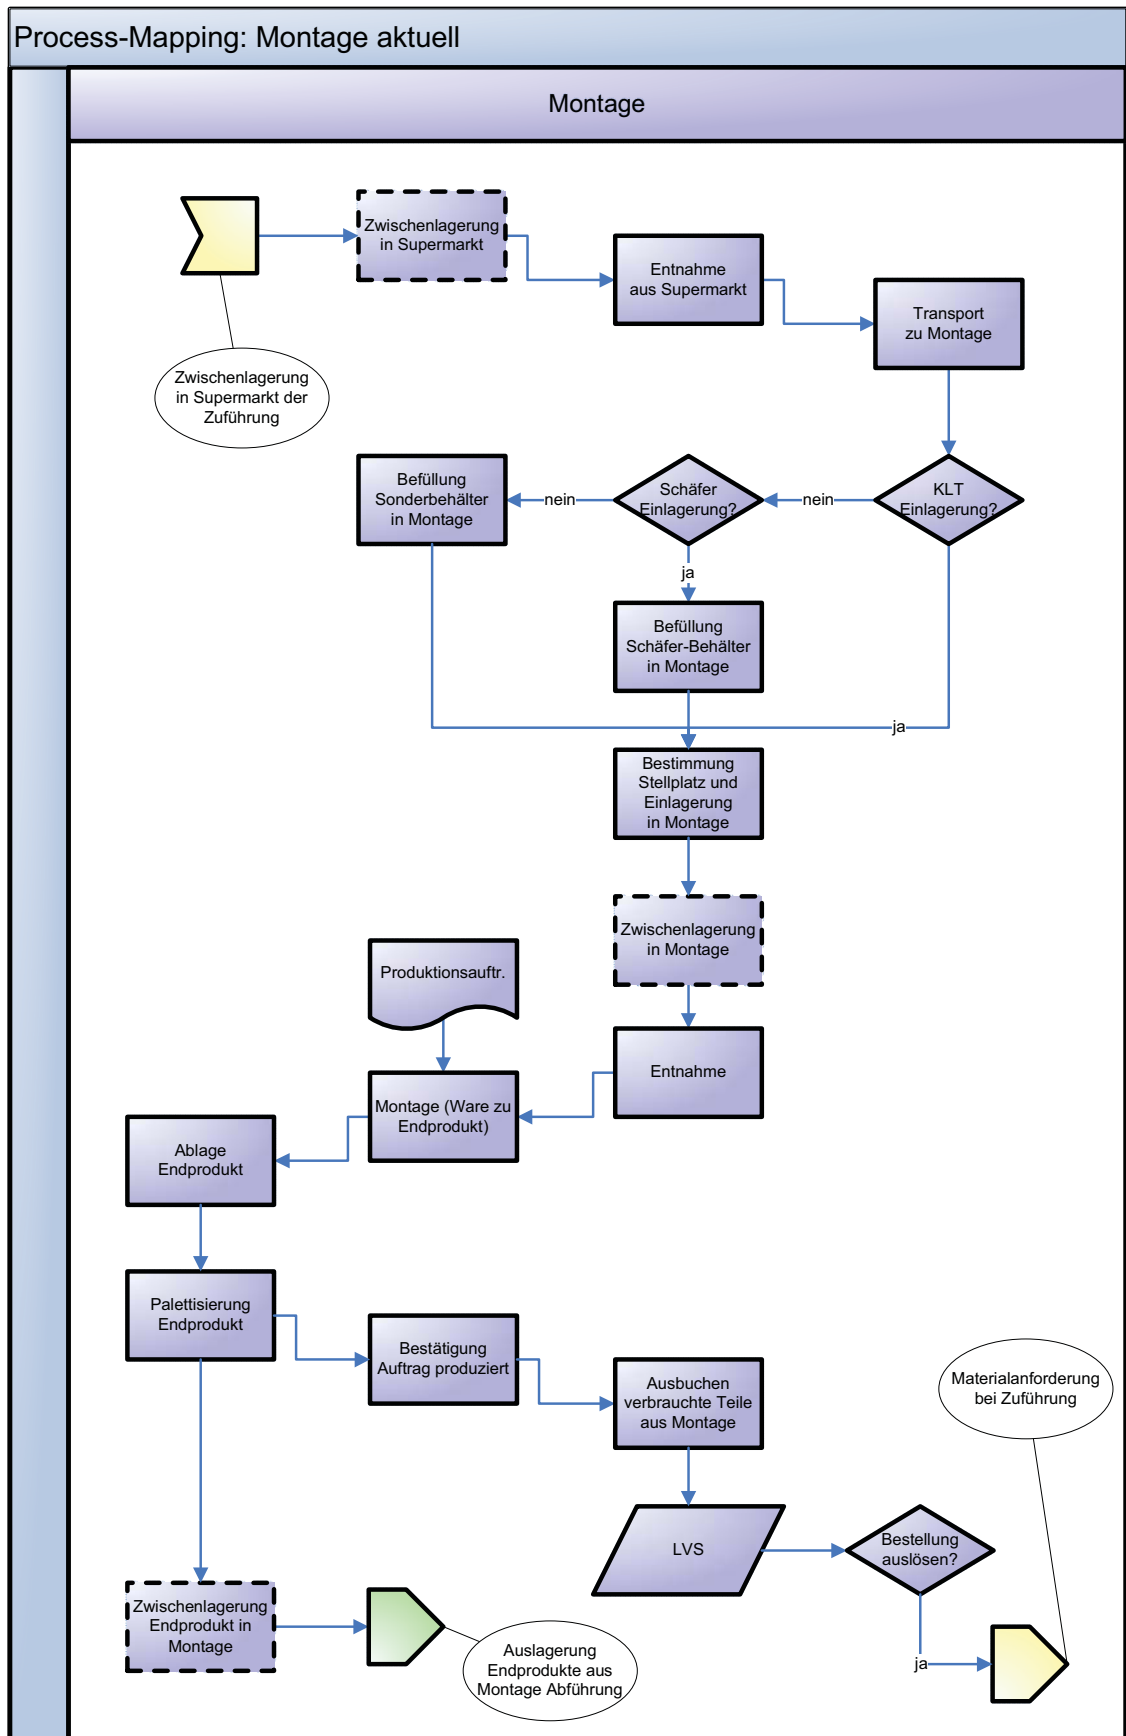 Process-Mapping: Montage aktuell
Montage
Zwischenlagerung
in Supermarkt
Entnahme
aus Supermarkt
Transport
zu Montage
Zwischenlagerung
in Supermarkt der
Zuführung
Befüllung
Sonderbehälter
in Montage
nein
Schäfer
Einlagerung?
nein
KLT
Einlagerung?
ja
Befüllung
Schäfer-Behälter
in Montage
ja
Bestimmung
Stellplatz und
Einlagerung
in Montage
Zwischenlagerung
in Montage
Produktionsauftr.
Entnahme
Montage (Ware zu
Endprodukt)
Ablage
Endprodukt
Palettisierung
Endprodukt
Bestätigung
Auftrag produziert
Ausbuchen
verbrauchte Teile
aus Montage
Materialanforderung
bei Zuführung
LVS
Bestellung
auslösen?
Zwischenlagerung
Endprodukt in
Montage
Auslagerung
Endprodukte aus
Montage Abführung
ja